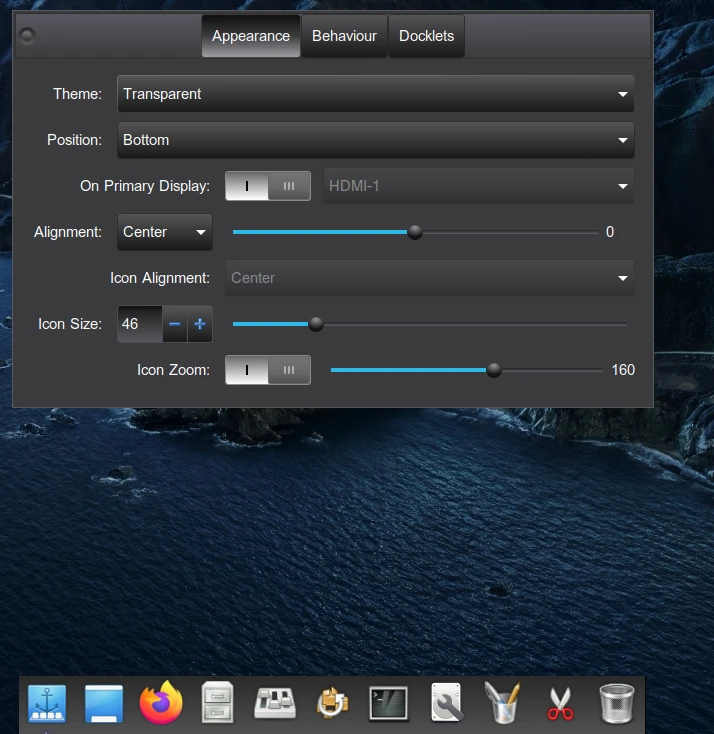 Appearance Behaviour Docklets
Theme: Transparent
Position: Bottom
On Primary Display: HDMI-1
Alignment: Center 0
Icon Alignment: Center
Icon Size: 46
Icon Zoom: 160